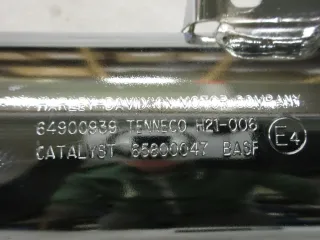 HARLEY-DAVIDSON MOTOR COMPANY
64900939 TENNECO H21-006
CATALYST 65600047 BASF
E4